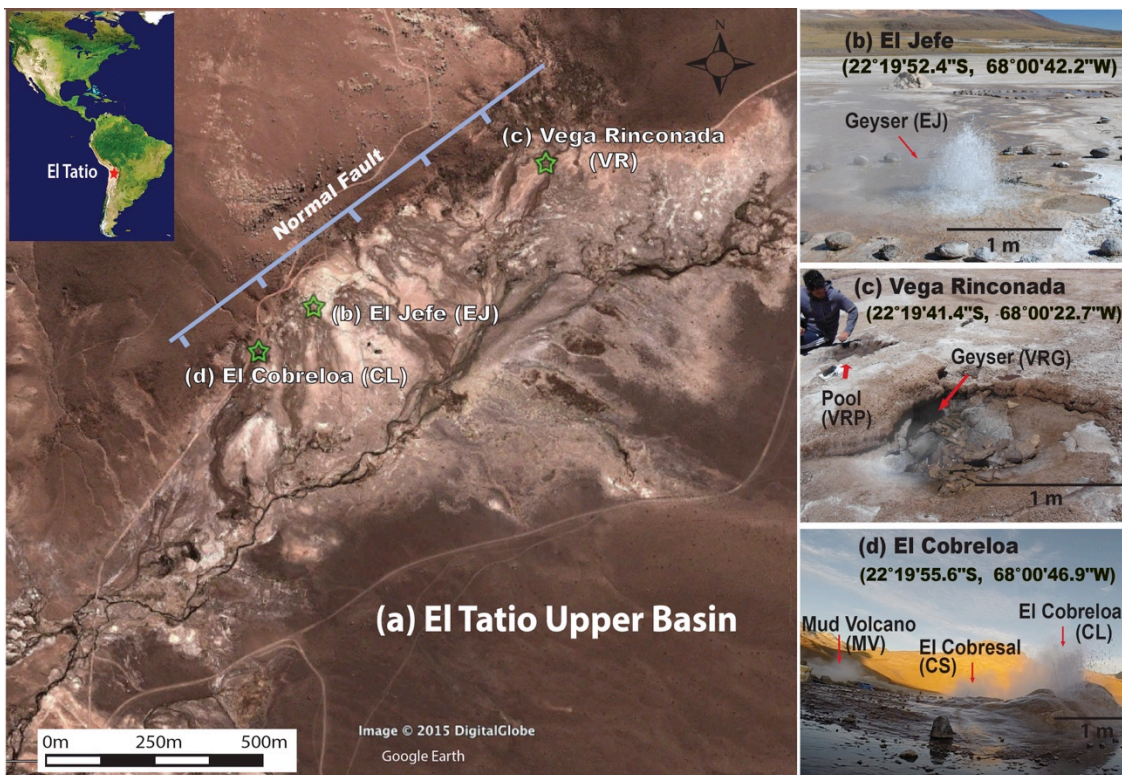 El Tatio
N
Normal Fault
(c) Vega Rinconada
(VR)
(b) El Jefe (EJ)
(d) El Cobreloa (CL)
(a) El Tatio Upper Basin
0m 250m 500m
Image © 2015 DigitalGlobe
Google Earth
(b) El Jefe
(22°19'52.4"S, 68°00'42.2"W)
Geyser (EJ)
1 m
(c) Vega Rinconada
(22°19'41.4"S, 68°00'22.7"W)
Geyser (VRG)
Pool
(VRP)
1 m
(d) El Cobreloa
(22°19'55.6"S, 68°00'46.9"W)
El Cobreloa
(CL)
Mud Volcano
(MV)
El Cobresal
(CS)
1 m